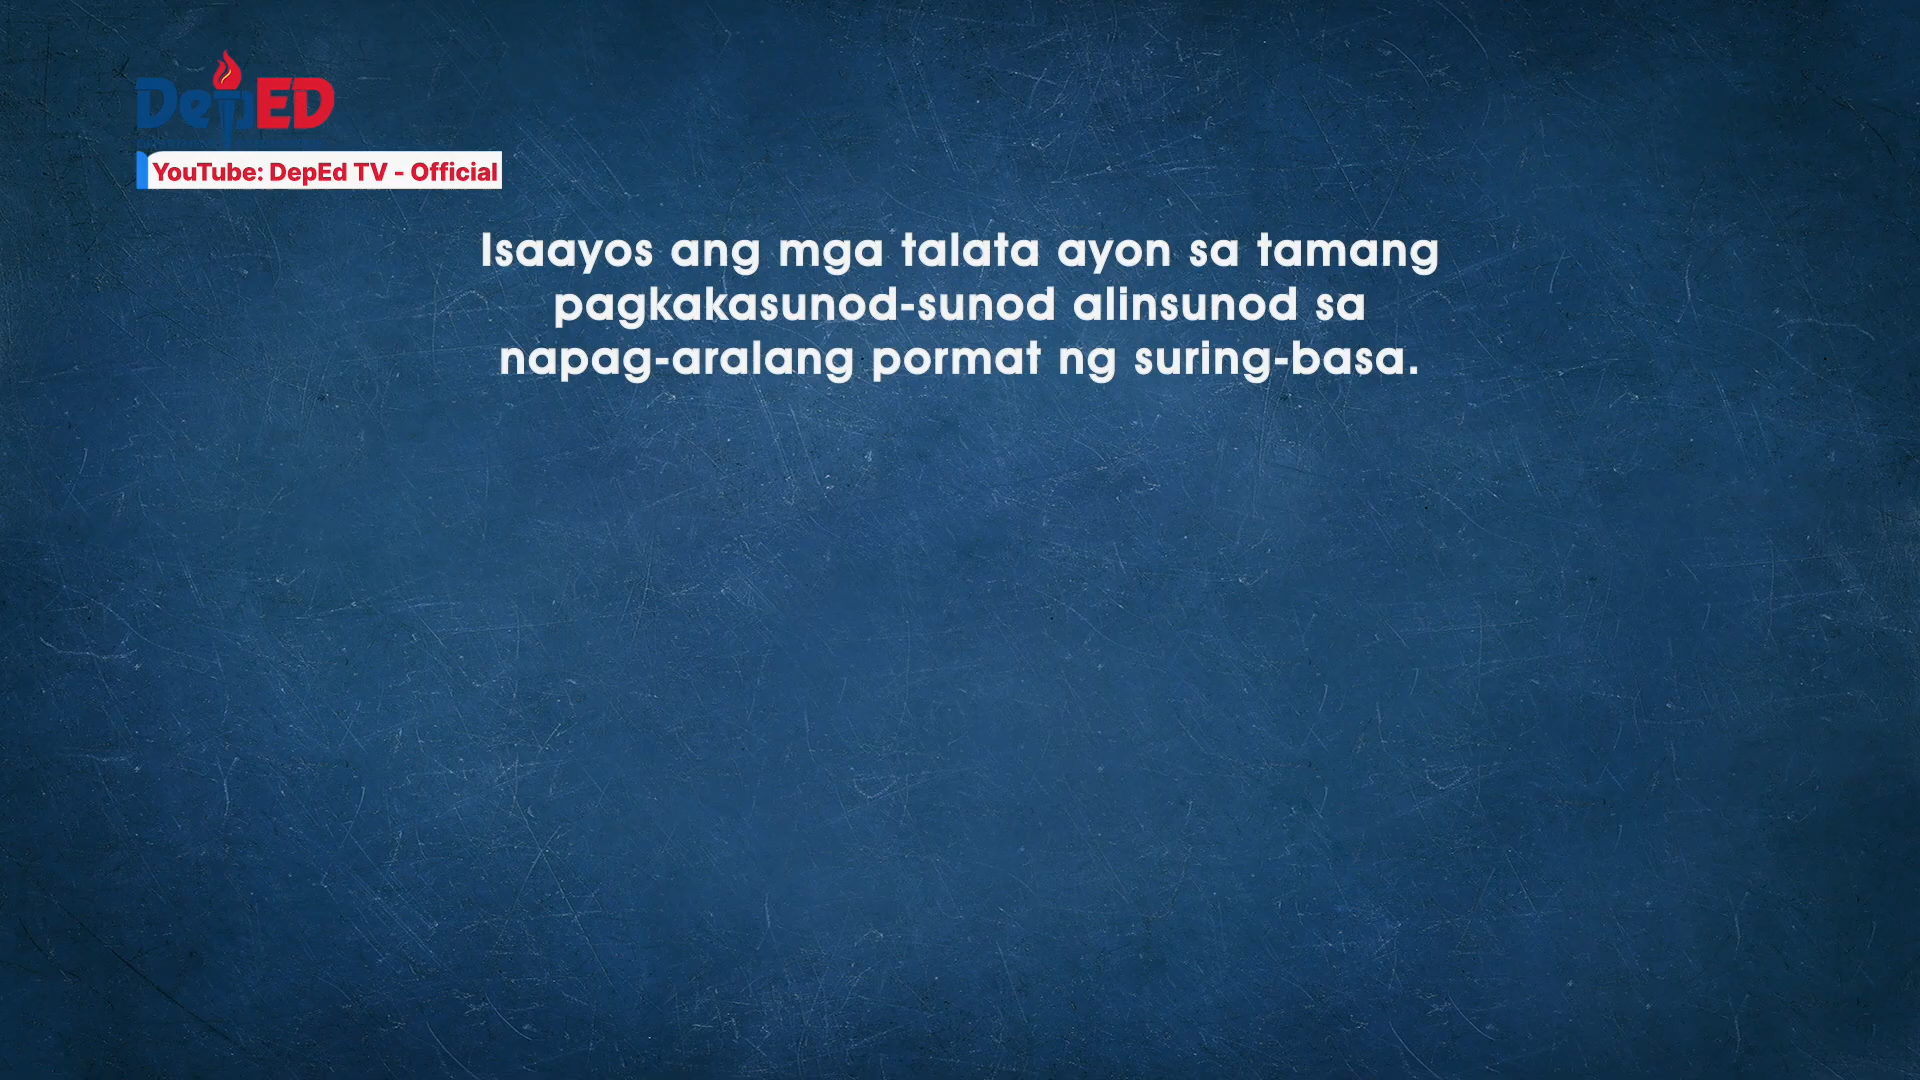 DepED
YouTube: DepEd TV - Official
Isaayos ang mga talata ayon sa tamang
pagkakasunod-sunod alinsunod sa
napag-aralang pormat ng suring-basa.